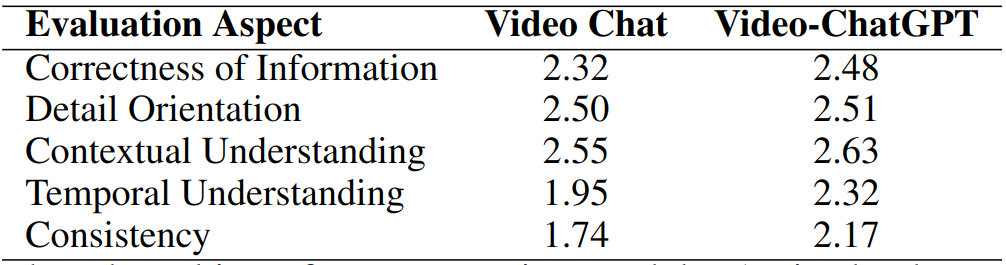 Evaluation Aspect Video Chat Video-ChatGPT
Correctness of Information 2.32 2.48
Detail Orientation 2.50 2.51
Contextual Understanding 2.55 2.63
Temporal Understanding 1.95 2.32
Consistency 1.74 2.17